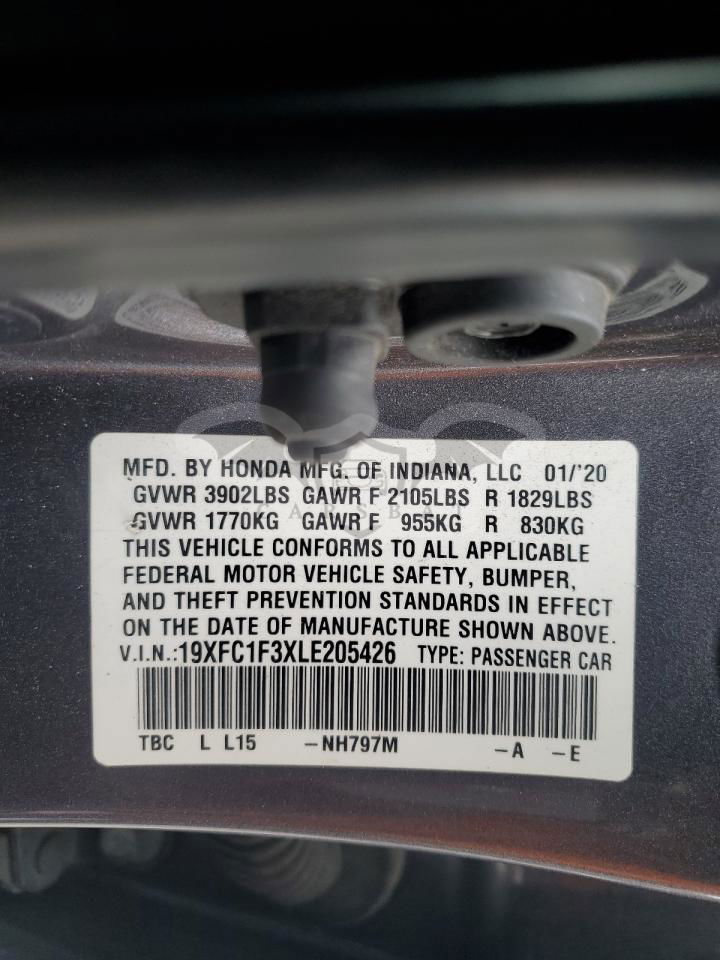 MFD. BY HONDA MFG. OF INDIANA, LLC 01/'20
GVWR 3902LBS GAWR F 2105LBS R 1829LBS
GVWR 1770KG GAWR F 955KG R 830KG
CARSBAT
THIS VEHICLE CONFORMS TO ALL APPLICABLE
FEDERAL MOTOR VEHICLE SAFETY, BUMPER,
AND THEFT PREVENTION STANDARDS IN EFFECT
ON THE DATE OF MANUFACTURE SHOWN ABOVE.
V.I.N.:19XFC1F3XLE205426 TYPE: PASSENGER CAR
TBC L L15 -NH797M -A -E